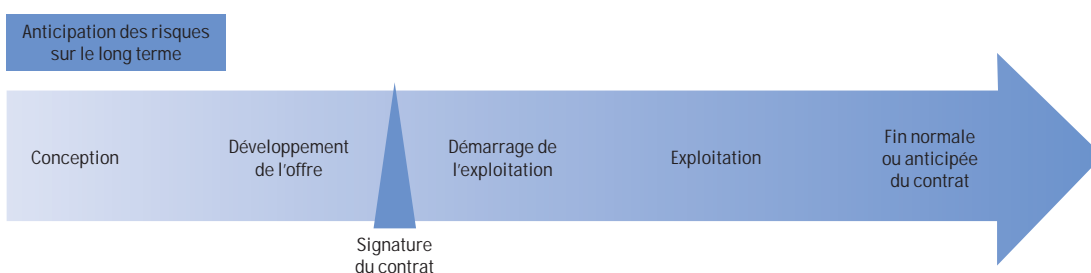 Anticipation des risques
sur le long terme
Conception
Développement
de l'offre
Démarrage de
l'exploitation
Exploitation
Fin normale
ou anticipée
du contrat
Signature
du contrat